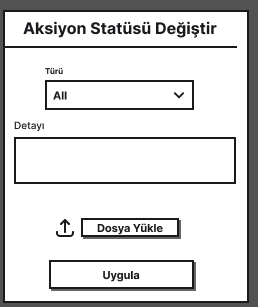 Aksiyon Statüsü Değiştir
Türü
All
Detayı
Dosya Yükle
Uygula